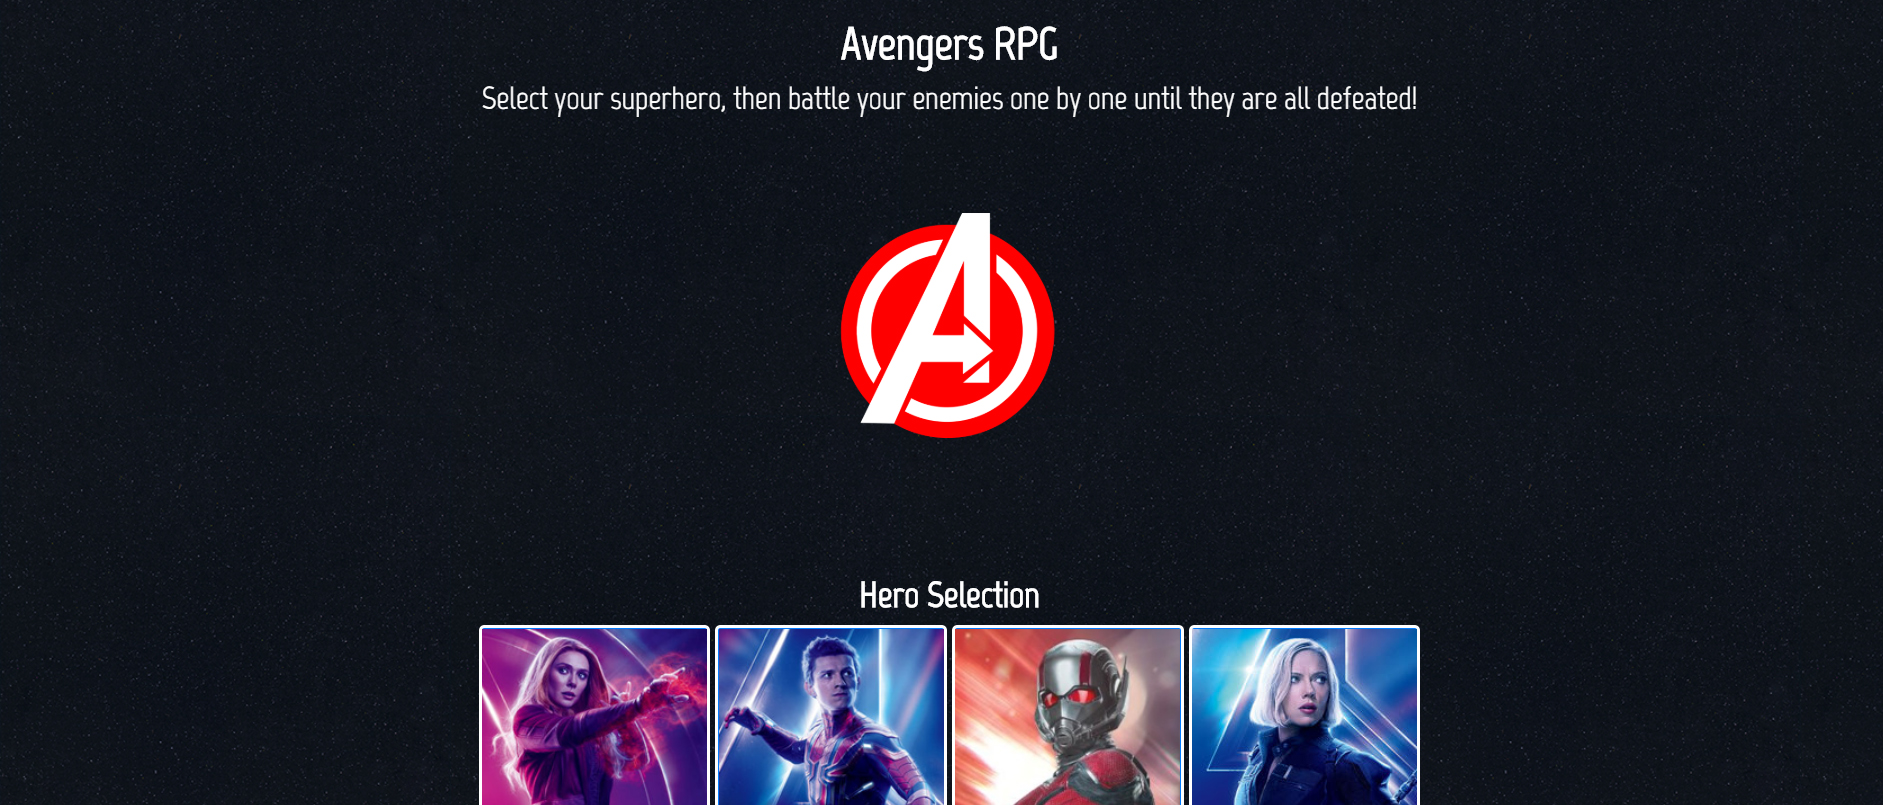 Avengers RPG
Select your superhero, then battle your enemies one by one until they are all defeated!
A
Hero Selection